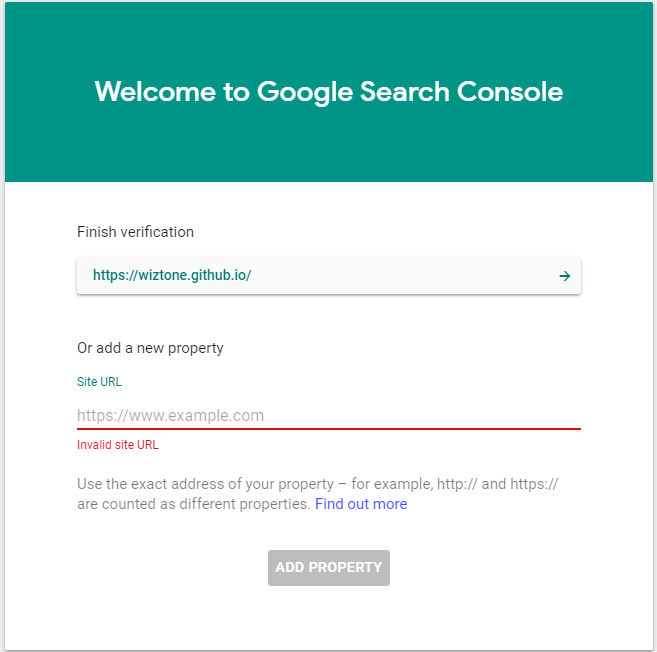 Welcome to Google Search Console
Finish verification
https://wiztone.github.io/
Or add a new property
Site URL
https://www.example.com
Invalid site URL
Use the exact address of your property – for example, http:// and https://
are counted as different properties. Find out more
ADD PROPERTY